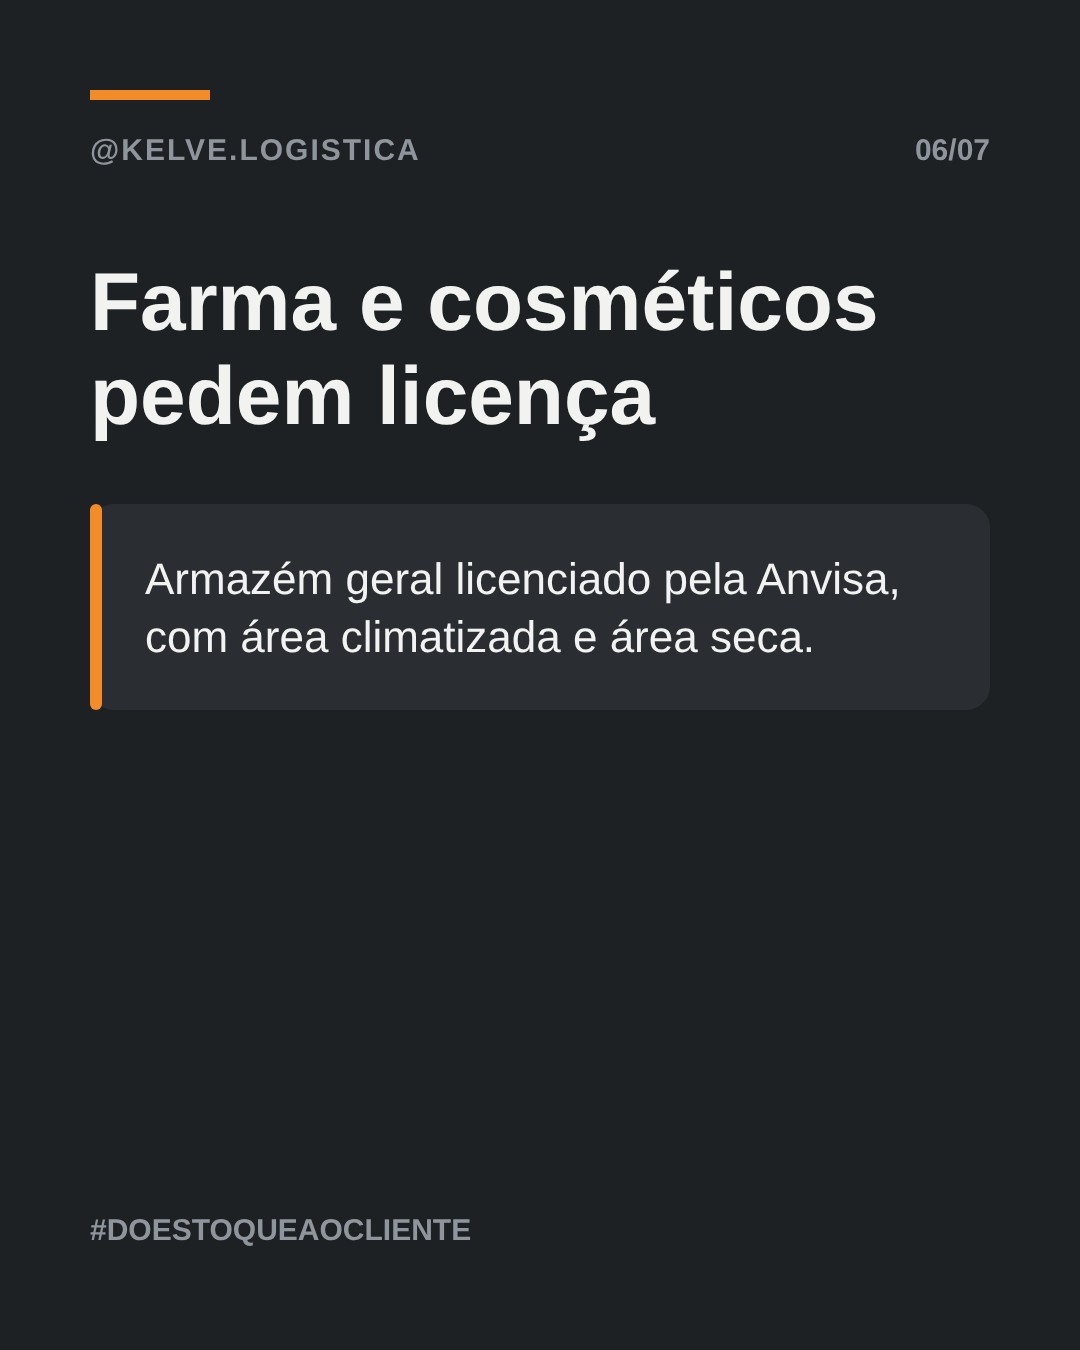 @KELVE.LOGISTICA
06/07
Farma e cosméticos
pedem licença
Armazém geral licenciado pela Anvisa,
com área climatizada e área seca.
#DOESTOQUEAOCLIENTE